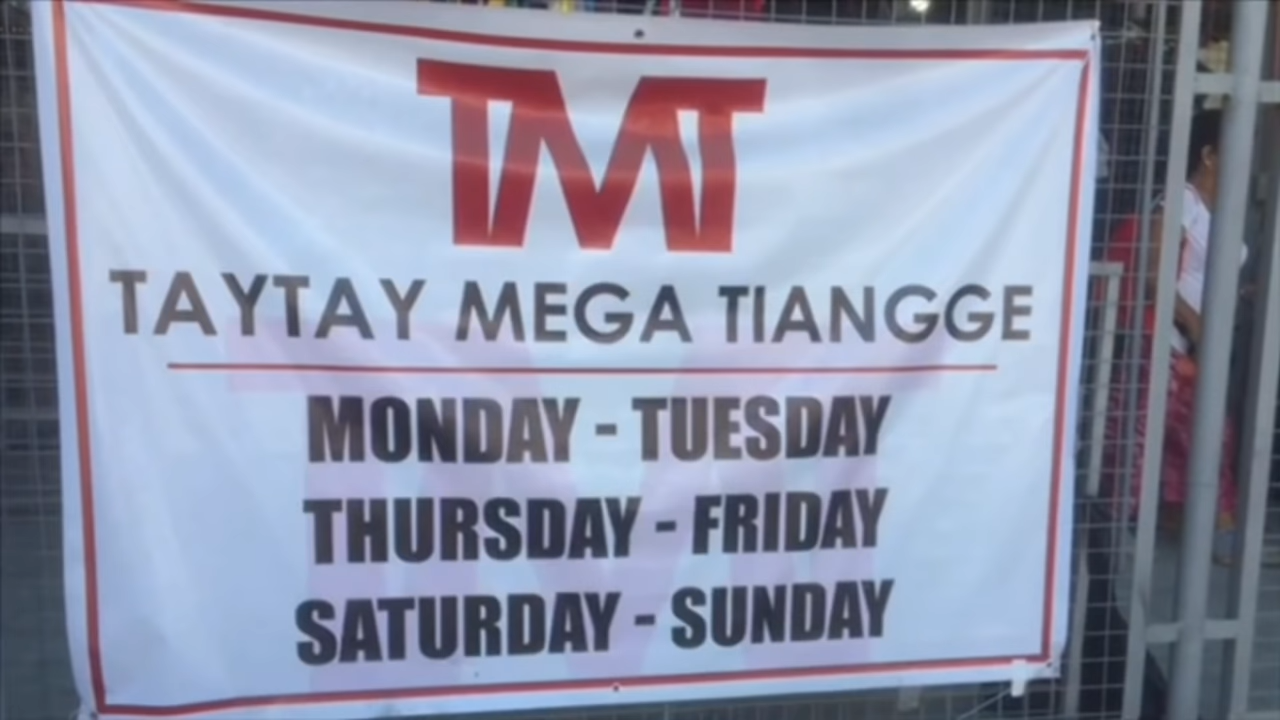 TMT
TAYTAY MEGA TIANGGE
MONDAY - TUESDAY
THURSDAY - FRIDAY
SATURDAY - SUNDAY